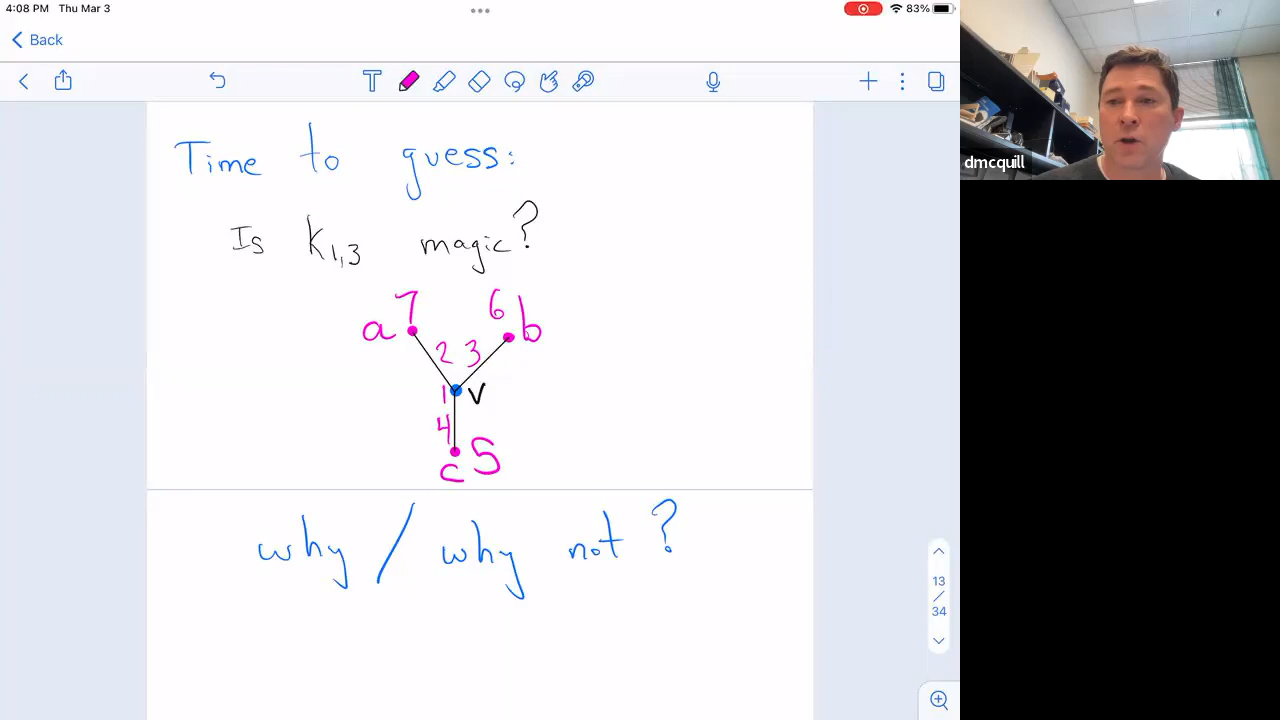 4:08 PM Thu Mar 3 83%
Back
T
Time to guess:
Is K1,3 magic?
7 6
a b
2 3
1 v
4
c 5
why / why not?
13
/
34
dmcquill